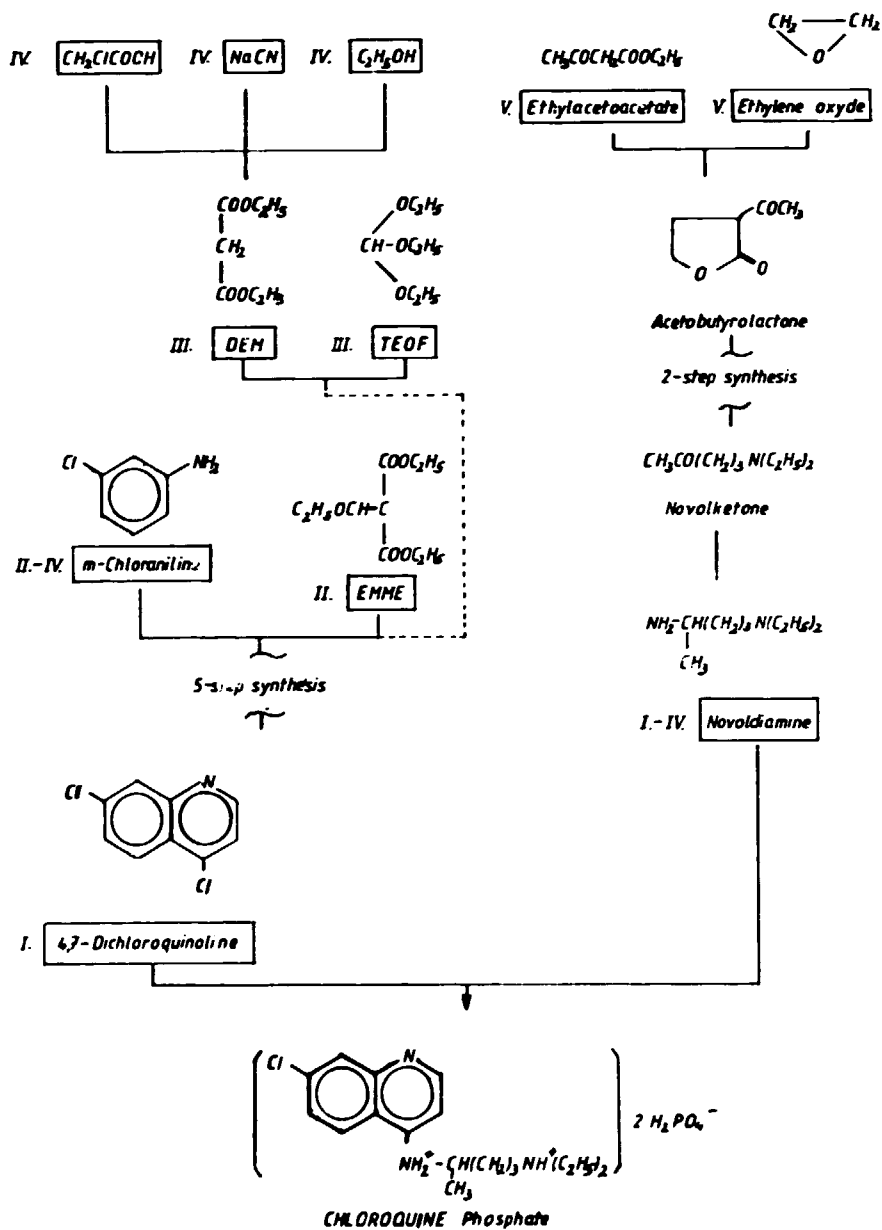 IV. CH₂ClCOCH IV. NaCN IV. C₂H₅OH
CH₃COCH₂COOC₂H₅
CH₂ CH₂
O
V. Ethylacetoacetate V. Ethylene oxyde
COOC₂H₅
CH₂
COOC₂H₅
OC₂H₅
CH-OC₂H₅
OC₂H₅
COCH₃
O O
Acetobutyrolactone
III. DEM III. TEOF
2-step synthesis
Cl NH₂
COOC₂H₅
C₂H₅OCH=C
COOC₂H₅
CH₃CO(CH₂)₃N(C₂H₅)₂
Novolketone
II.-IV. m-Chloraniline
II. EMME
NH₂-CH(CH₂)₃N(C₂H₅)₂
CH₃
5-step synthesis
I.-IV. Novoldiamine
Cl N
Cl
I. 4,7-Dichloroquinoline
Cl N
2 H₂PO₄⁻
NH₂⁺-CH(CH₂)₃NH⁺(C₂H₅)₂
CH₃
CHLOROQUINE Phosphate